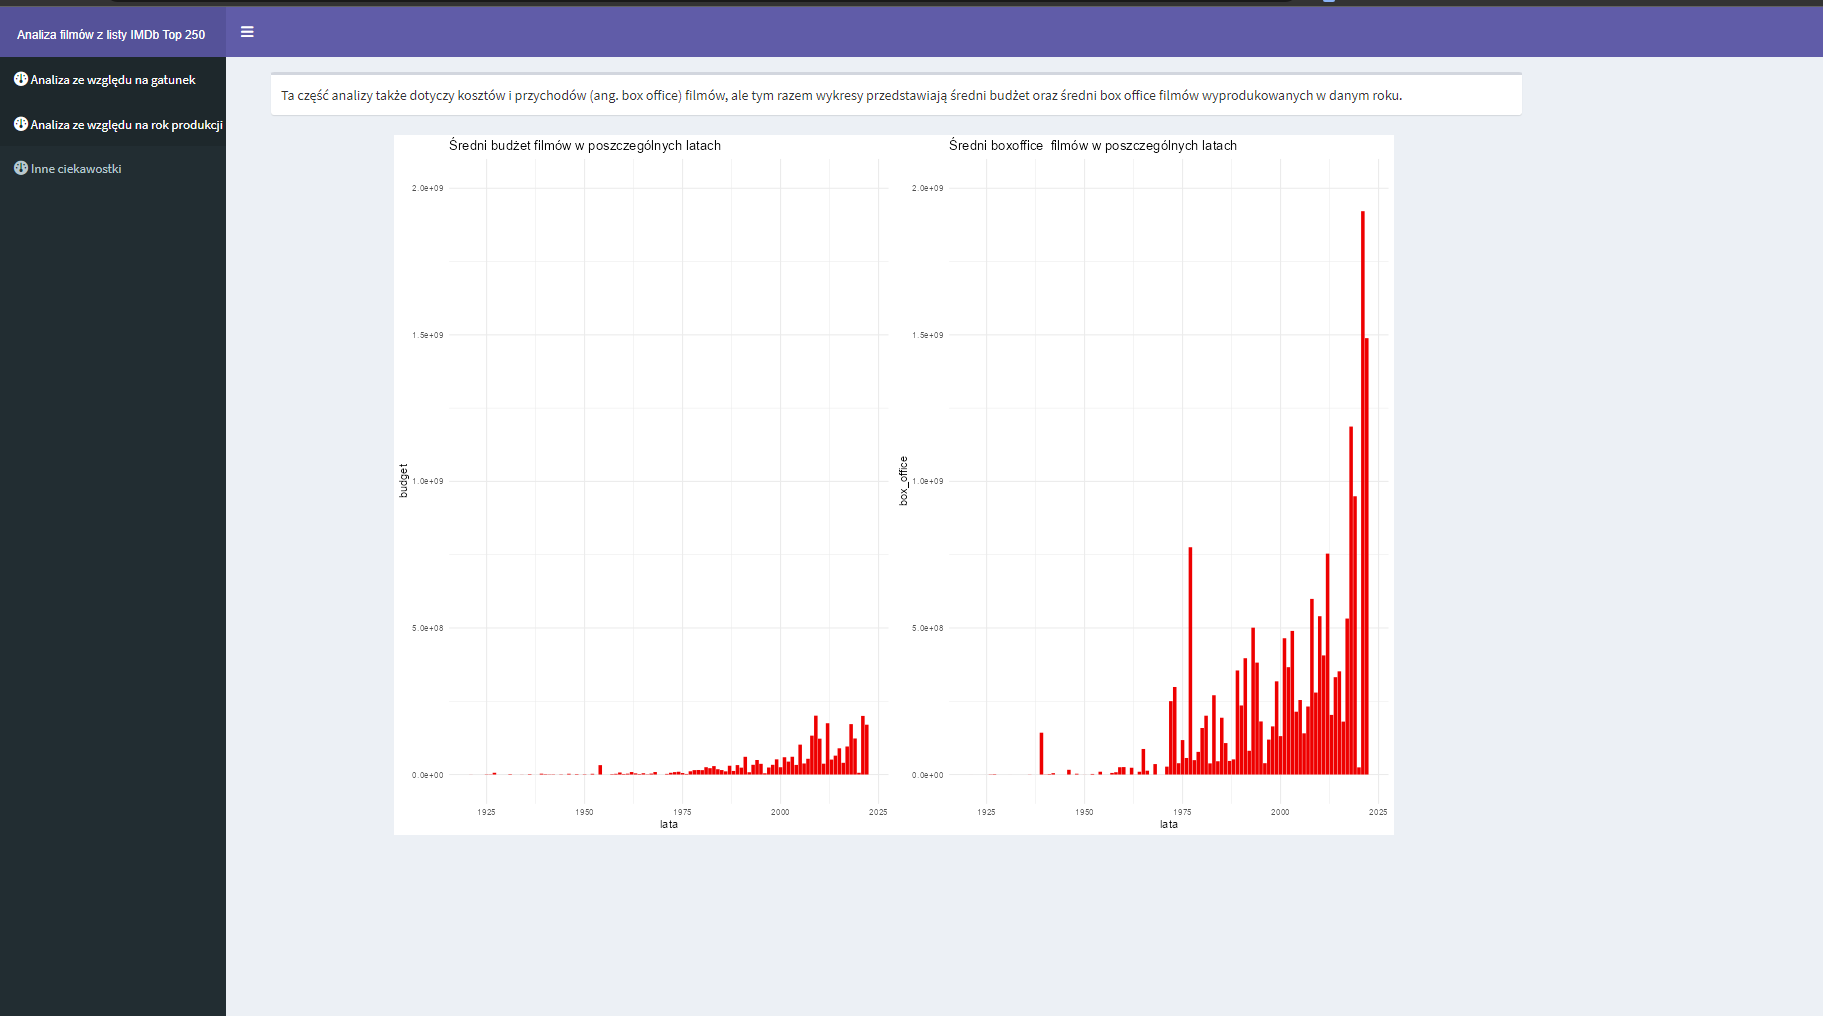 Analiza filmów z listy IMDb Top 250
Analiza ze względu na gatunek
Analiza ze względu na rok produkcji
Inne ciekawostki
Ta część analizy także dotyczy kosztów i przychodów (ang. box office) filmów, ale tym razem wykresy przedstawiają średni budżet oraz średni box office filmów wyprodukowanych w danym roku.
Średni budżet filmów w poszczególnych latach
2.0e+09
1.5e+09
1.0e+09
5.0e+08
0.0e+00
budget
1925 1950 1975 2000 2025
lata
Średni boxoffice  filmów w poszczególnych latach
2.0e+09
1.5e+09
1.0e+09
5.0e+08
0.0e+00
box_office
1925 1950 1975 2000 2025
lata